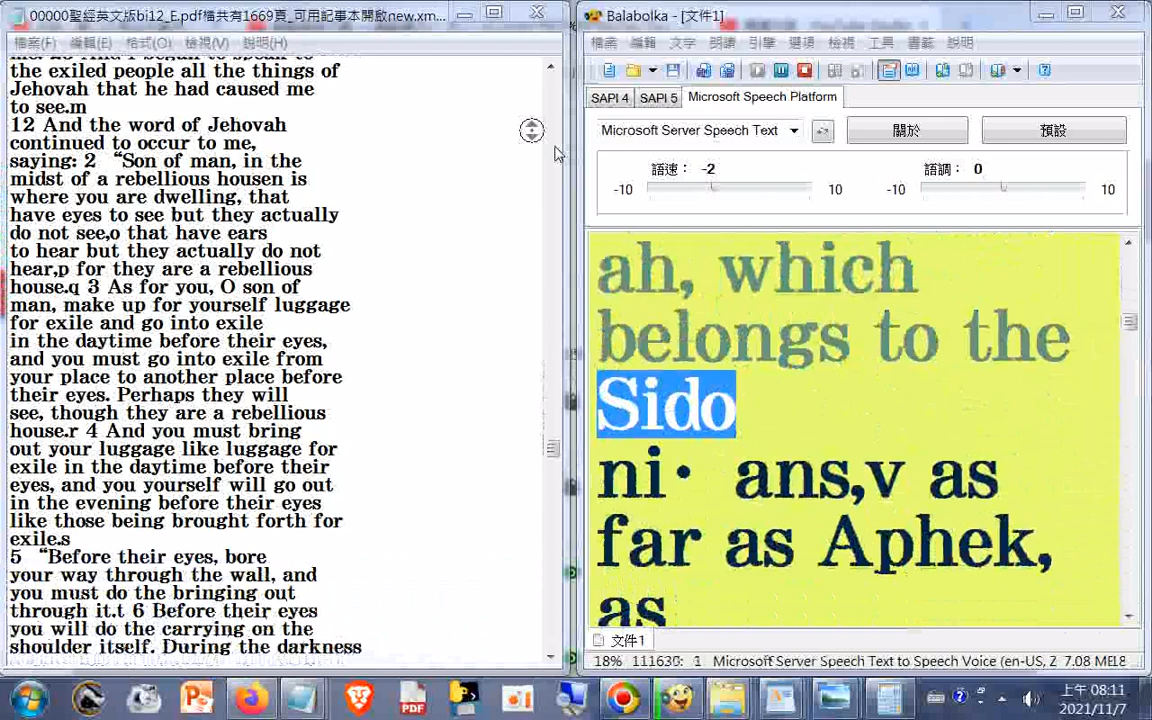 00000聖經英文版bi12_E.pdf檔共有1669頁_可用記事本開啟new.xm...
檔案(F) 編輯(E) 格式(O) 檢視(V) 說明(H)
the exiled people all the things of
Jehovah that he had caused me
to see.m
12 And the word of Jehovah
continued to occur to me,
saying: 2 “Son of man, in the
midst of a rebellious housen is
where you are dwelling, that
have eyes to see but they actually
do not see,o that have ears
to hear but they actually do not
hear,p for they are a rebellious
house.q 3 As for you, O son of
man, make up for yourself luggage
for exile and go into exile
in the daytime before their eyes,
and you must go into exile from
your place to another place before
their eyes. Perhaps they will
see, though they are a rebellious
house.r 4 And you must bring
out your luggage like luggage for
exile in the daytime before their
eyes, and you yourself will go out
in the evening before their eyes
like those being brought forth for
exile.s
5 “Before their eyes, bore
your way through the wall, and
you must do the bringing out
through it.t 6 Before their eyes
you will do the carrying on the
shoulder itself. During the darkness
Balabolka - [文件1]
檔案 編輯 文字 朗讀 引擎 選項 檢視 工具 書籤 說明
SAPI 4 SAPI 5 Microsoft Speech Platform
Microsoft Server Speech Text 關於 預設
語速： -2 語調： 0
-10 10 -10 10
ah, which
belongs to the
Sido
ni· ans,v as
far as Aphek,
as
文件1
18% 111630: 1 Microsoft Server Speech Text to Speech Voice (en-US, Z 7.08 MB
上午 08:11
2021/11/7